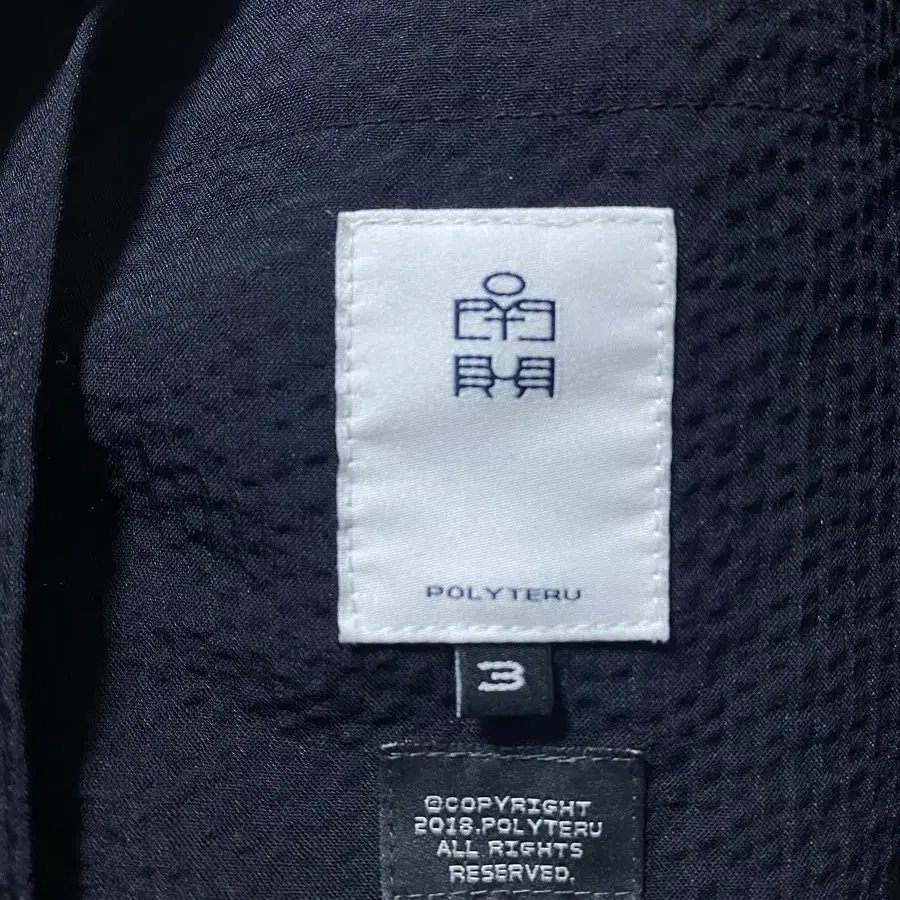 POLYTERU
3
©COPYRIGHT
2018.POLYTERU
ALL RIGHTS
RESERVED.